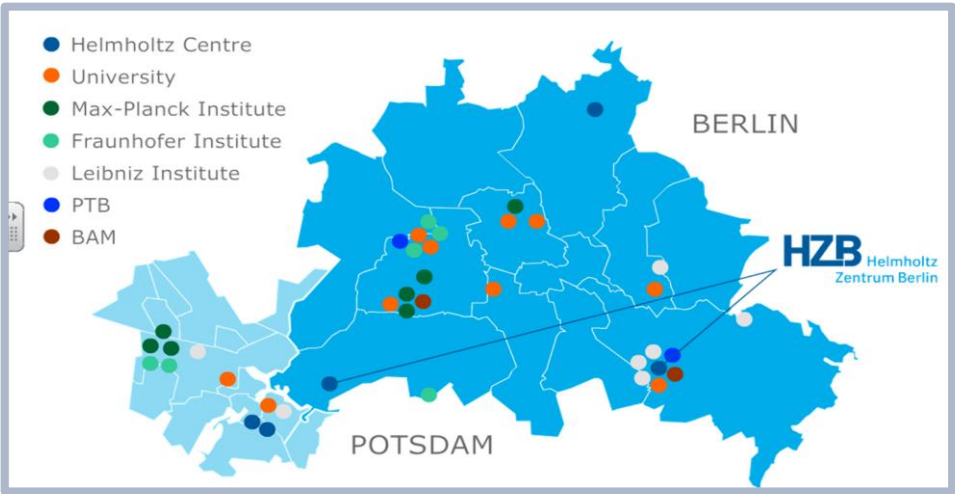 Helmholtz Centre
University
Max-Planck Institute
Fraunhofer Institute
Leibniz Institute
PTB
BAM
BERLIN
HZB Helmholtz
Zentrum Berlin
POTSDAM